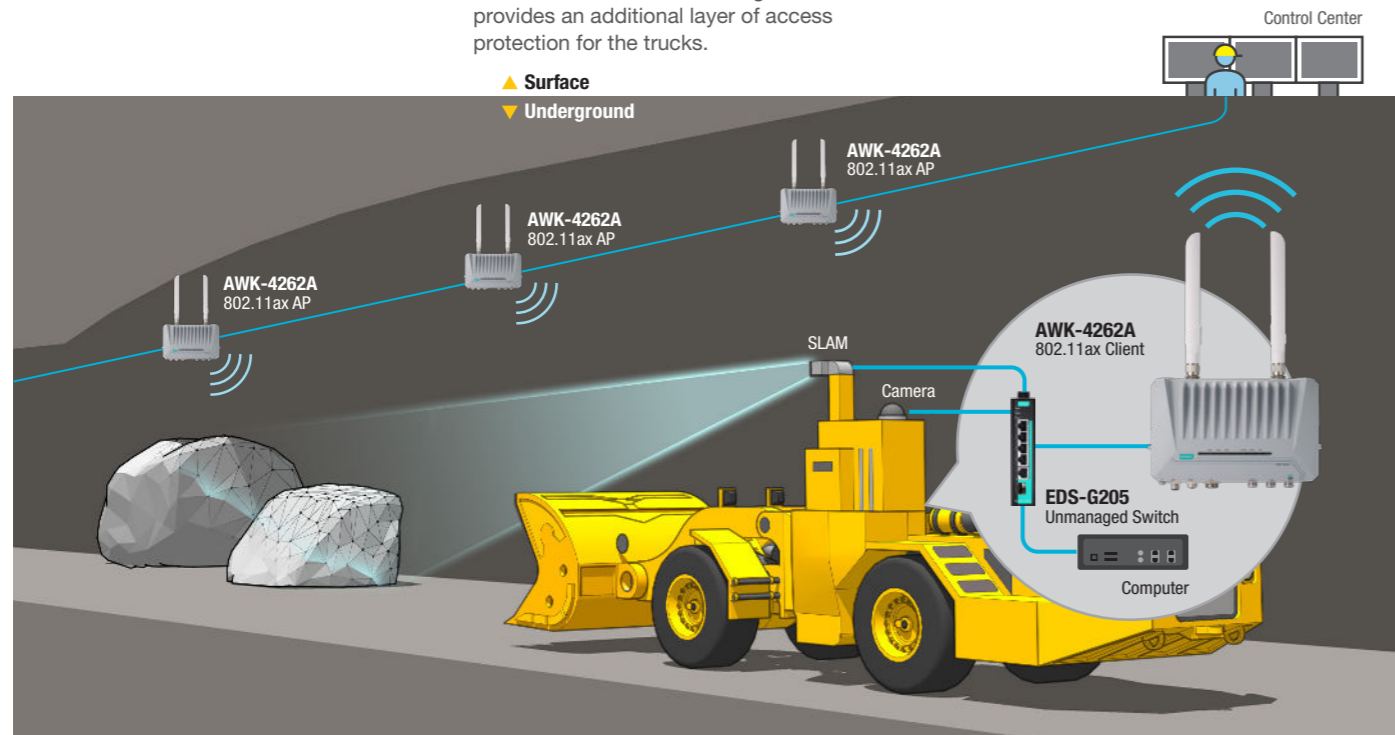 provides an additional layer of access
protection for the trucks.
Control Center
Surface
Underground
AWK-4262A
802.11ax AP
AWK-4262A
802.11ax AP
AWK-4262A
802.11ax AP
AWK-4262A
802.11ax Client
SLAM
Camera
EDS-G205
Unmanaged Switch
Computer